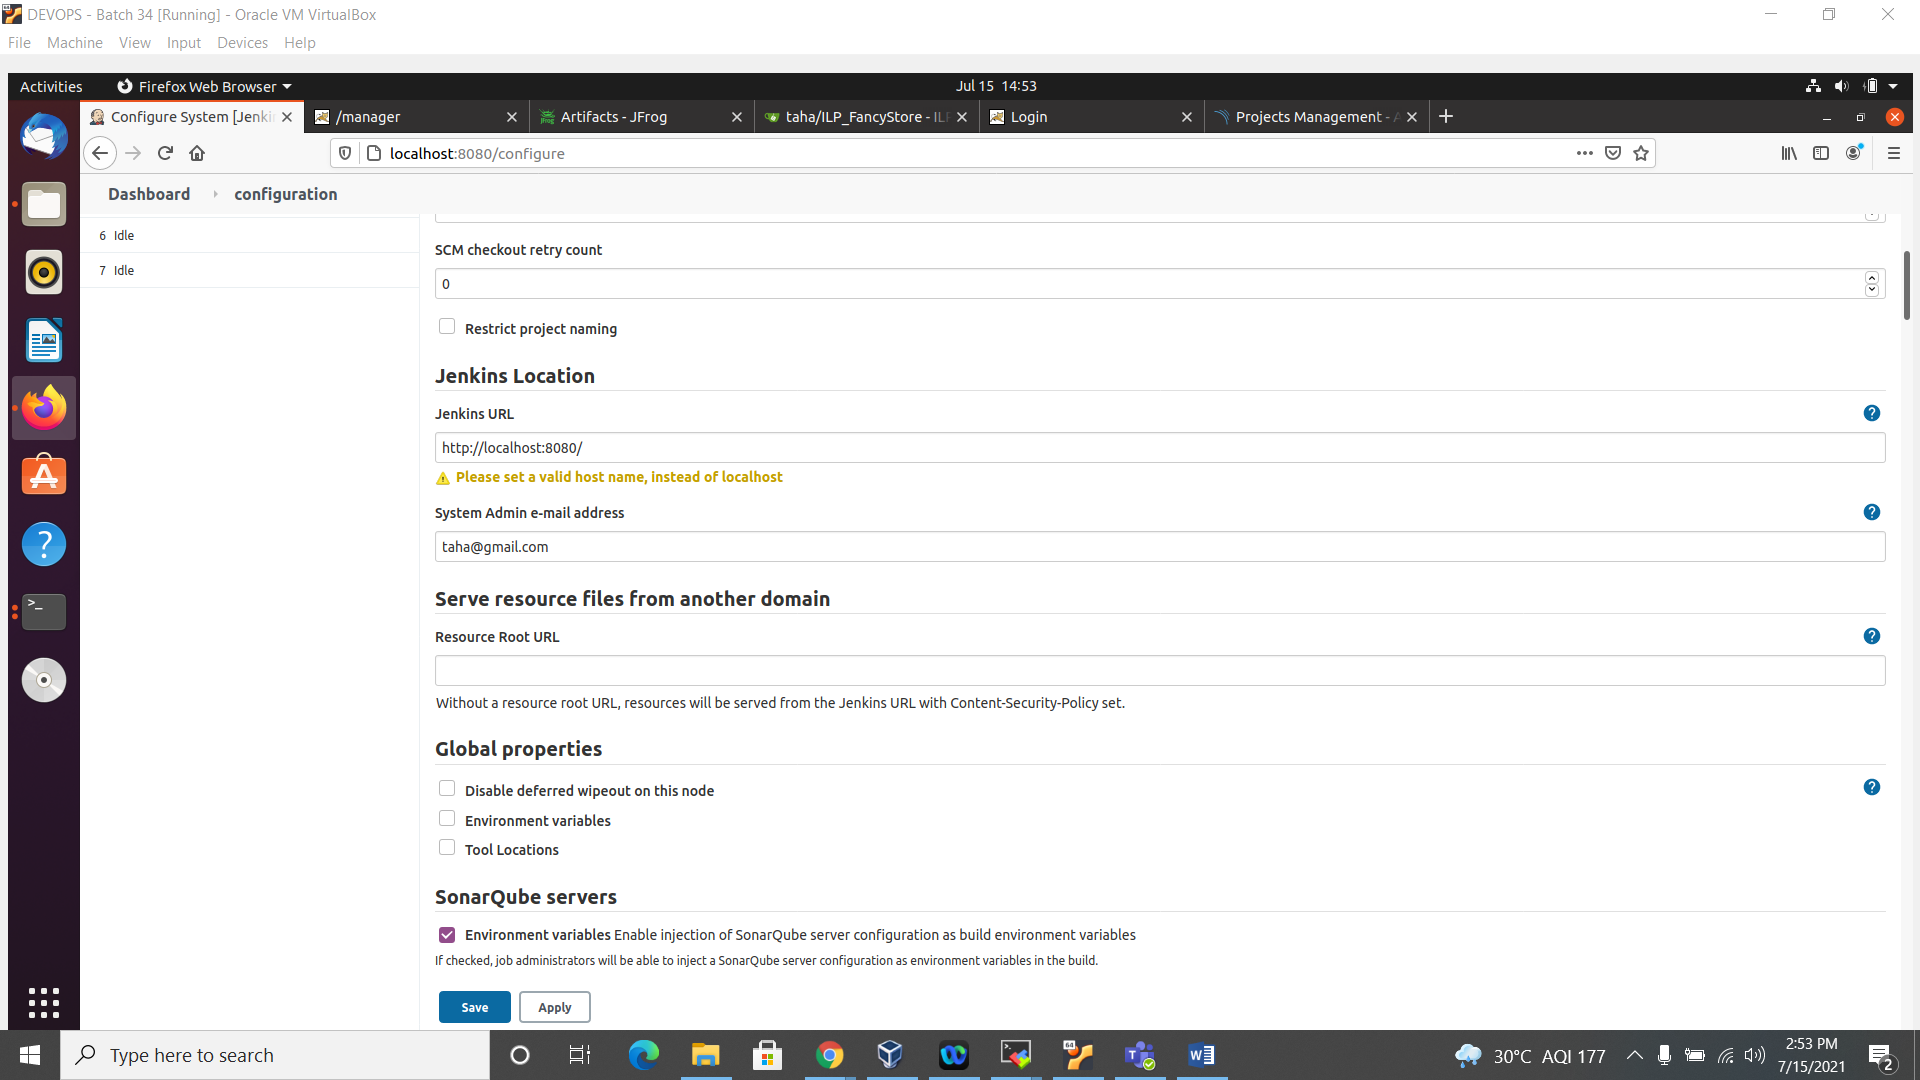 DEVOPS - Batch 34 [Running] - Oracle VM VirtualBox
File Machine View Input Devices Help
Activities Firefox Web Browser Jul 15 14:53
Configure System [Jenki /manager Artifacts - JFrog taha/ILP_FancyStore - ILF Login Projects Management - A
localhost:8080/configure
Dashboard configuration
6 Idle
7 Idle
SCM checkout retry count
0
Restrict project naming
Jenkins Location
Jenkins URL
http://localhost:8080/
Please set a valid host name, instead of localhost
System Admin e-mail address
taha@gmail.com
Serve resource files from another domain
Resource Root URL
Without a resource root URL, resources will be served from the Jenkins URL with Content-Security-Policy set.
Global properties
Disable deferred wipeout on this node
Environment variables
Tool Locations
SonarQube servers
Environment variables Enable injection of SonarQube server configuration as build environment variables
If checked, job administrators will be able to inject a SonarQube server configuration as environment variables in the build.
Save Apply
Type here to search
30°C AQI 177
2:53 PM
7/15/2021
2